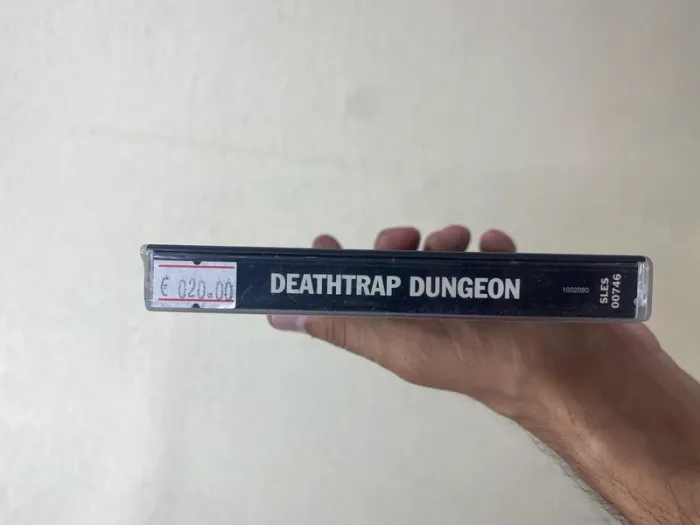 € 020.00
DEATHTRAP DUNGEON
1002080
SLES
00746